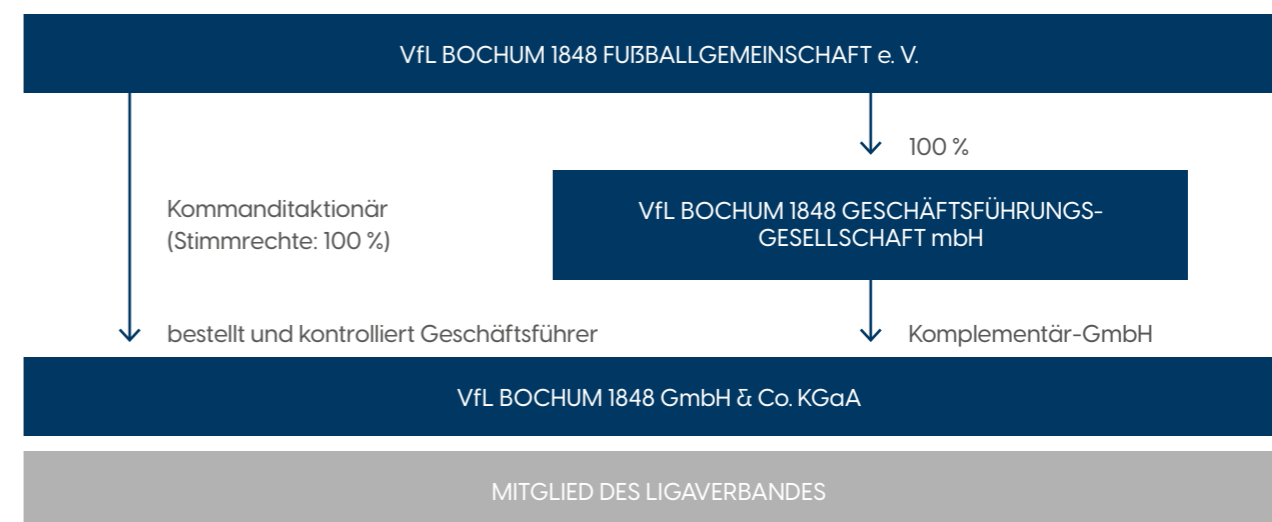 VfL BOCHUM 1848 FUẞBALLGEMEINSCHAFT e. V.
100 %
Kommanditaktionär
(Stimmrechte: 100 %)
VfL BOCHUM 1848 GESCHÄFTSFÜHRUNGS-
GESELLSCHAFT mbH
bestellt und kontrolliert Geschäftsführer
Komplementär-GmbH
VfL BOCHUM 1848 GmbH & Co. KGaA
MITGLIED DES LIGAVERBANDES